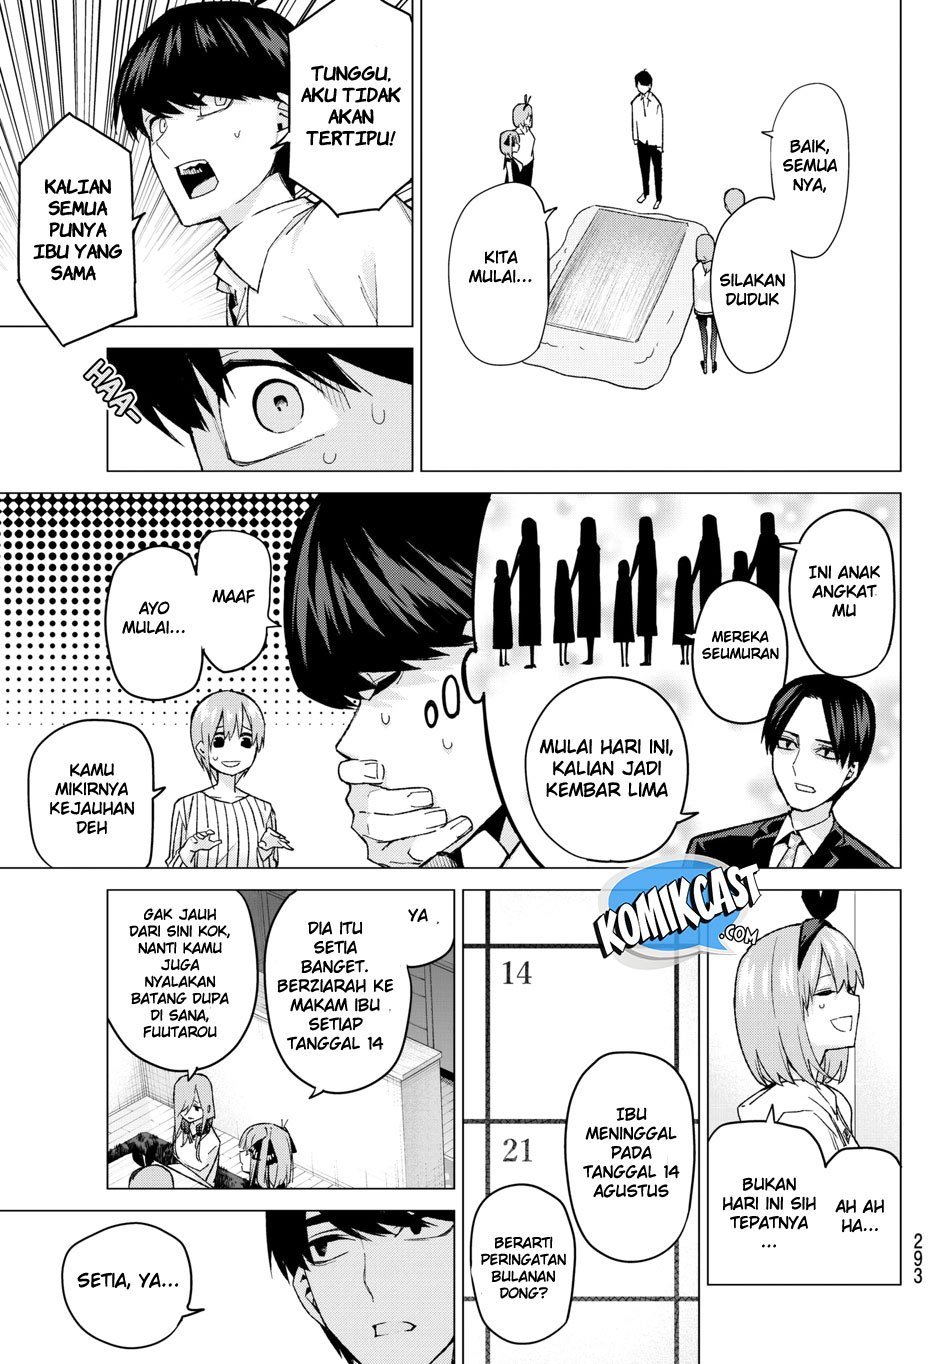 BAIK,
SEMUA
NYA,
SILAKAN
DUDUK
KITA
MULAI...
TUNGGU,
AKU TIDAK
AKAN
TERTIPU!
KALIAN
SEMUA
PUNYA
IBU YANG
SAMA
HAA~
INI ANAK
ANGKAT
MU
MEREKA
SEUMURAN
MULAI HARI INI,
KALIAN JADI
KEMBAR LIMA
MAAF
AYO
MULAI...
KAMU
MIKIRNYA
KEJAUHAN
DEH
KOMIKCAST
.COM
AH AH
HA...
BUKAN
HARI INI SIH
TEPATNYA
...
14
21
IBU
MENINGGAL
PADA
TANGGAL 14
AGUSTUS
BERARTI
PERINGATAN
BULANAN
DONG?
YA
DIA ITU
SETIA
BANGET.
BERZIARAH KE
MAKAM IBU
SETIAP
TANGGAL 14
GAK JAUH
DARI SINI KOK,
NANTI KAMU
JUGA
NYALAKAN
BATANG DUPA
DI SANA,
FUUTAROU
SETIA, YA...
293